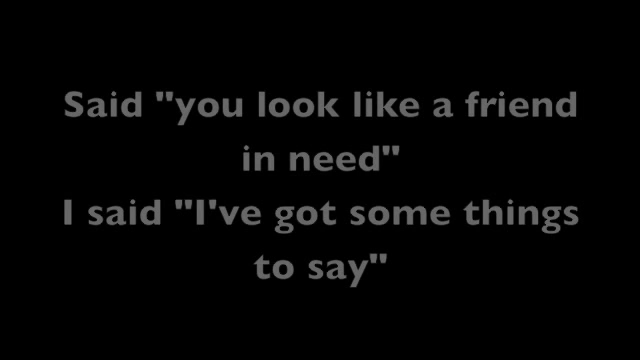 Said "you look like a friend
in need"
I said "I've got some things
to say"